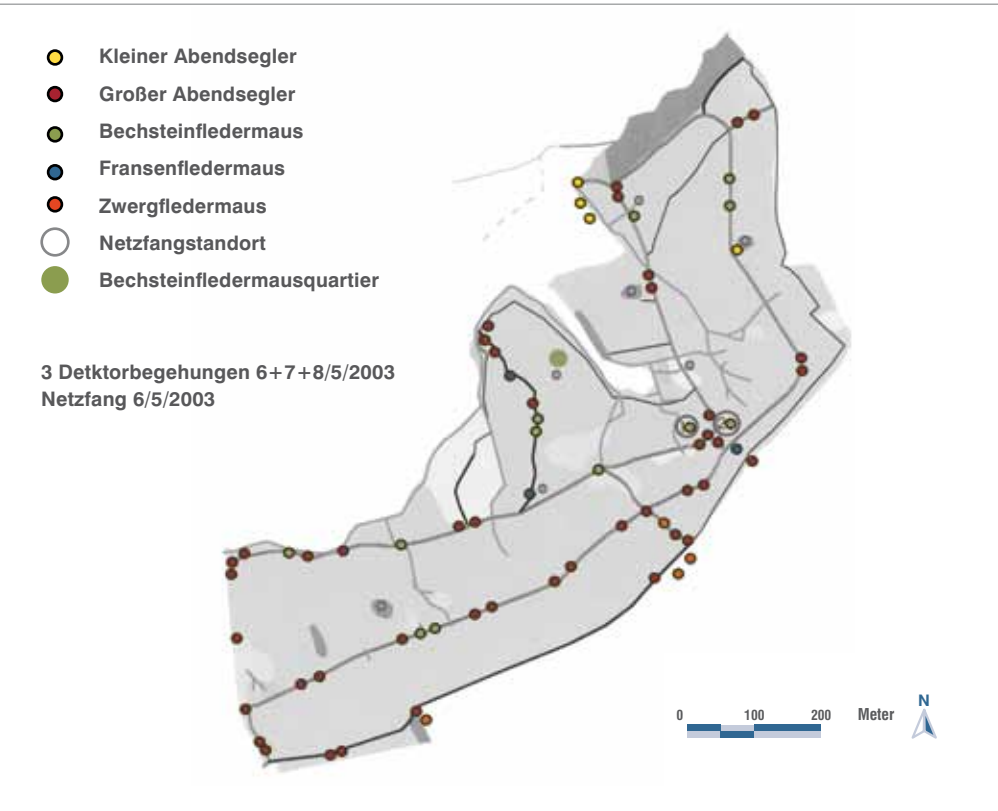 Kleiner Abendsegler
Großer Abendsegler
Bechsteinfledermaus
Fransenfledermaus
Zwergfledermaus
Netzfangstandort
Bechsteinfledermausquartier
3 Detktorbegehungen 6+7+8/5/2003
Netzfang 6/5/2003
0 100 200 Meter
N